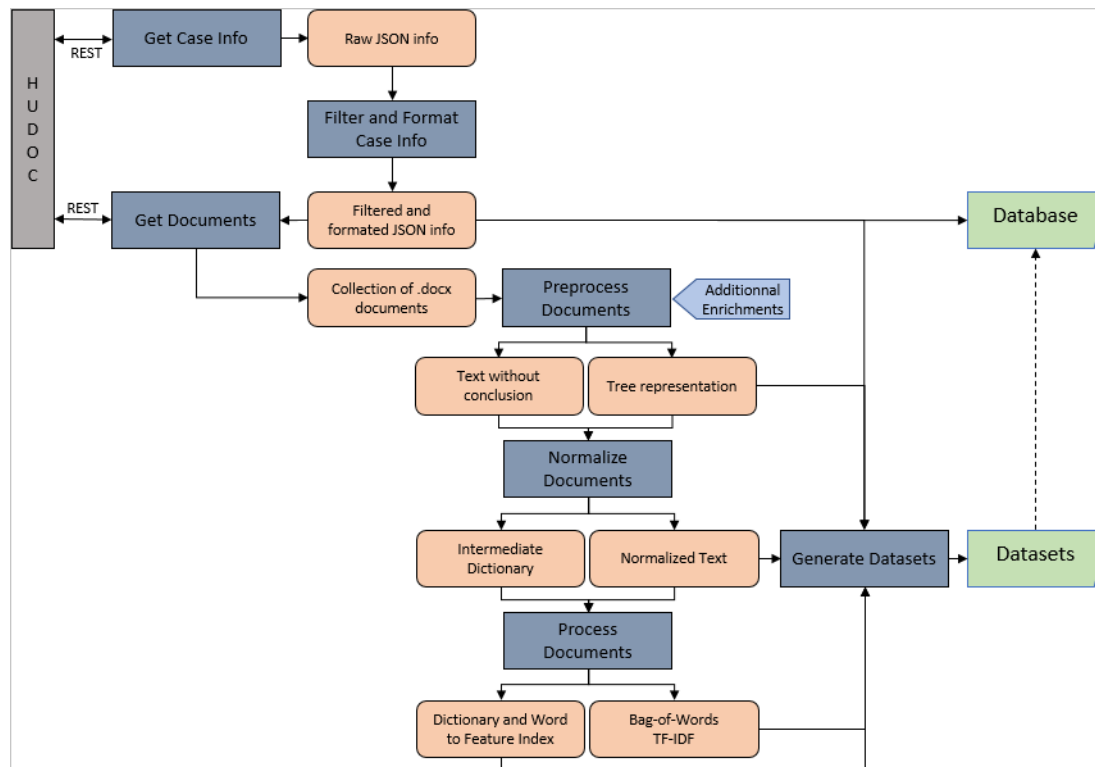 HUDOC
REST
Get Case Info
Raw JSON info
Filter and Format
Case Info
REST
Get Documents
Filtered and
formated JSON info
Database
Collection of .docx
documents
Preprocess
Documents
Additionnal
Enrichments
Text without
conclusion
Tree representation
Normalize
Documents
Intermediate
Dictionary
Normalized Text
Generate Datasets
Datasets
Process
Documents
Dictionary and Word
to Feature Index
Bag-of-Words
TF-IDF